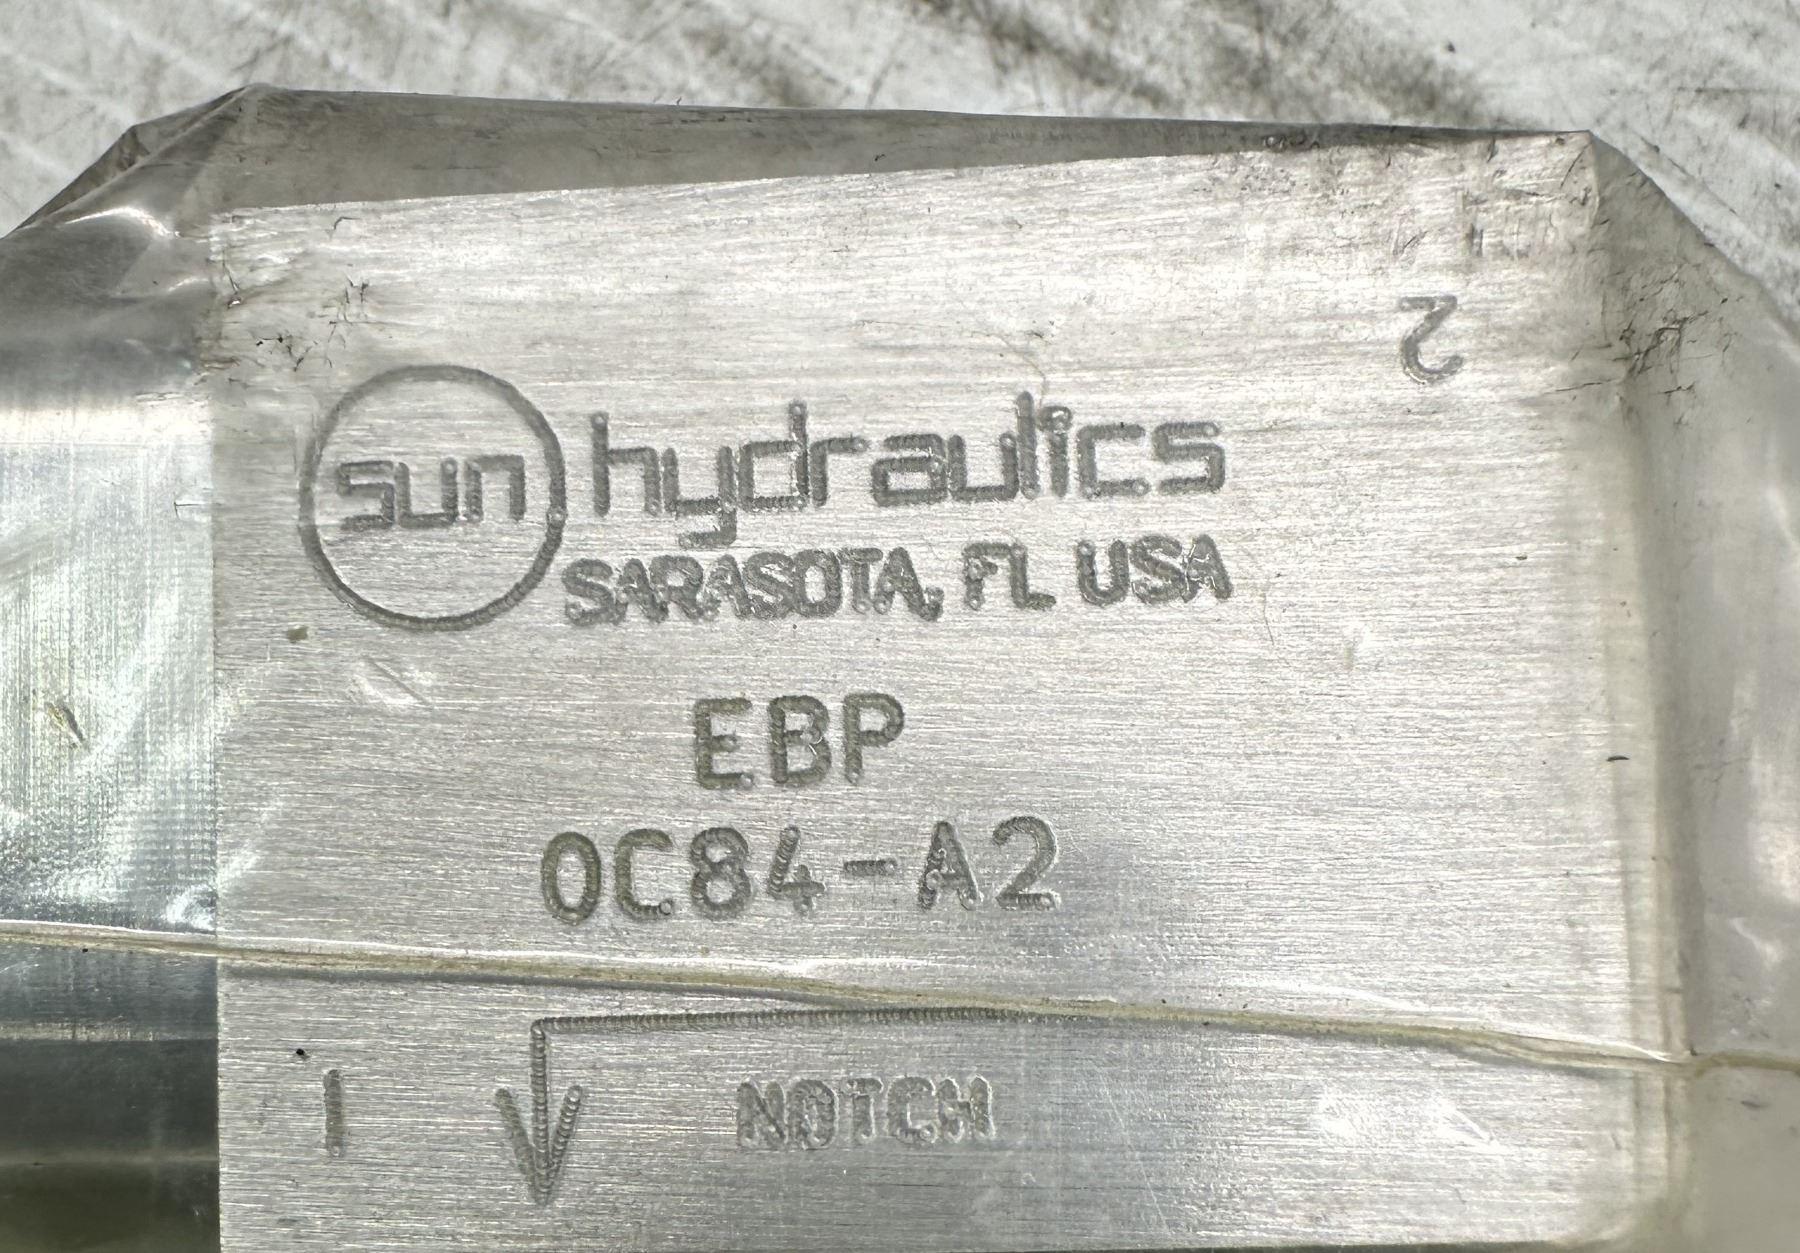 2
sun hydraulics
SARASOTA, FL USA
EBP
0C84-A2
1
NOTCH